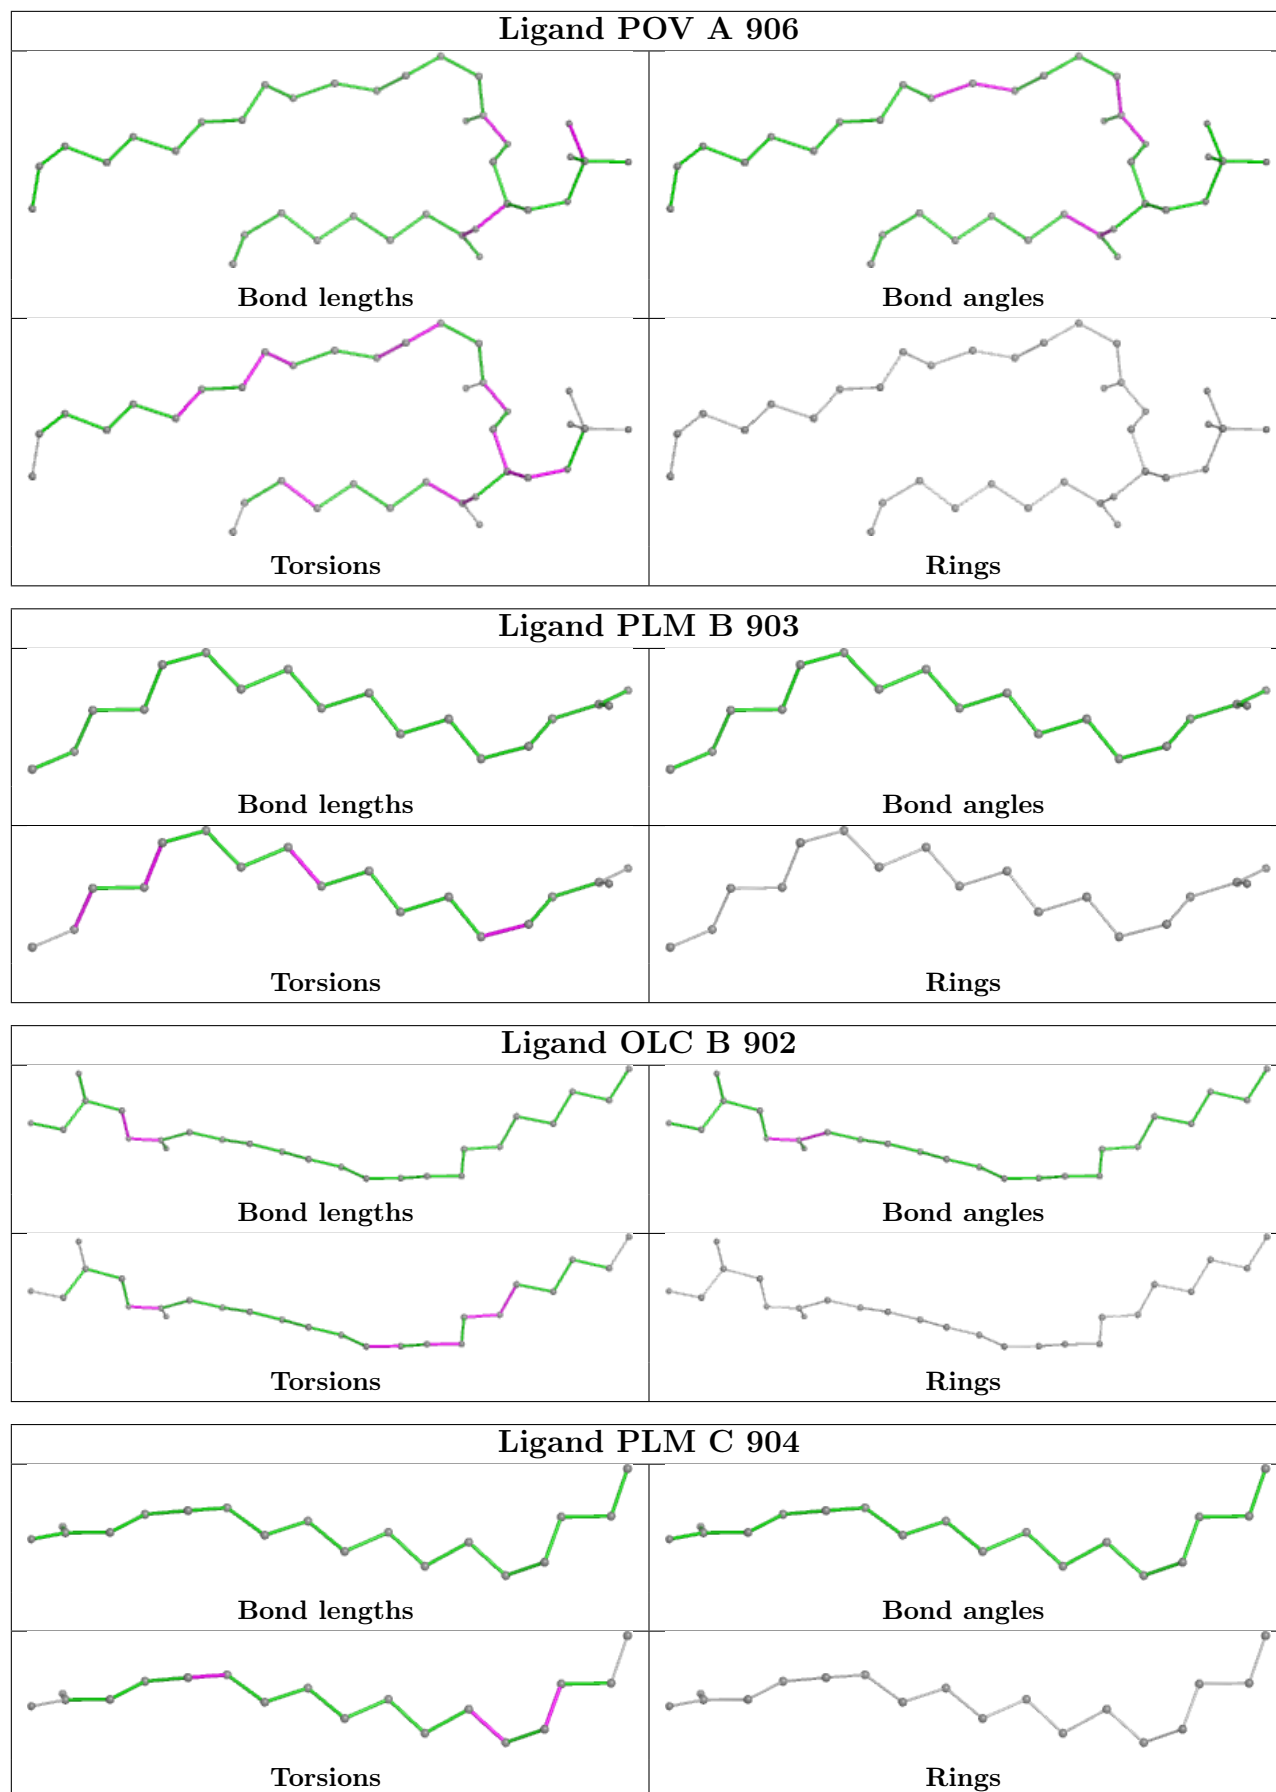 Ligand POV A 906
Bond lengths
Bond angles
Torsions
Rings
Ligand PLM B 903
Bond lengths
Bond angles
Torsions
Rings
Ligand OLC B 902
Bond lengths
Bond angles
Torsions
Rings
Ligand PLM C 904
Bond lengths
Bond angles
Torsions
Rings